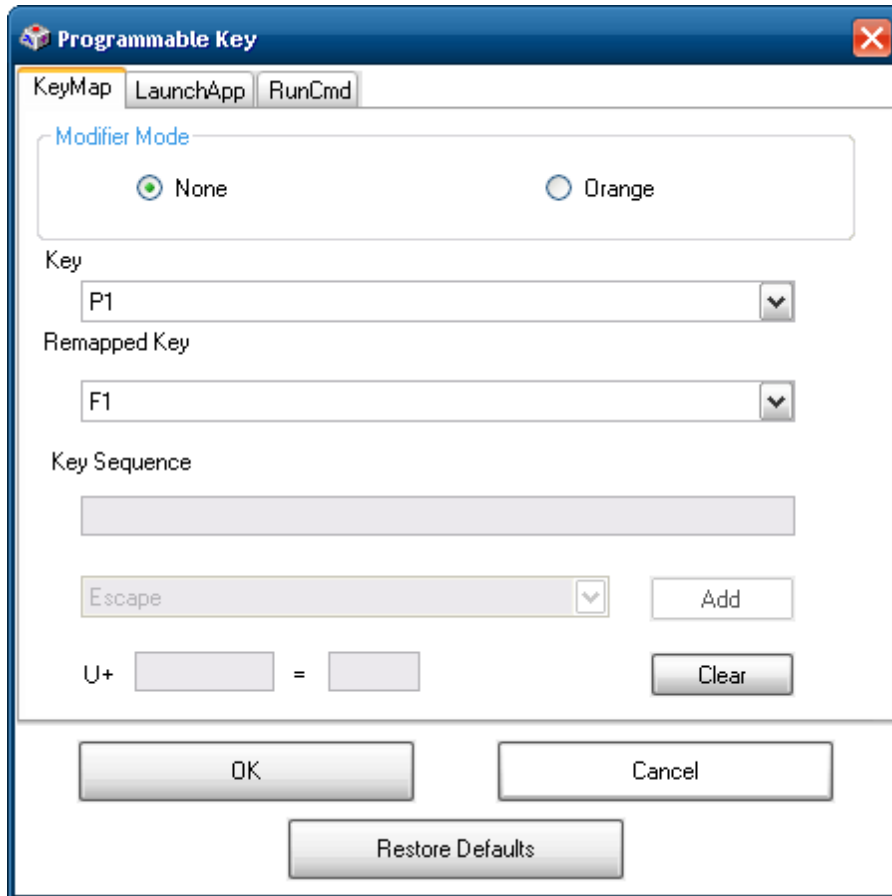 Programmable Key
KeyMap LaunchApp RunCmd
Modifier Mode
None Orange
Key
P1
Remapped Key
F1
Key Sequence
Escape Add
U+ = Clear
OK Cancel
Restore Defaults